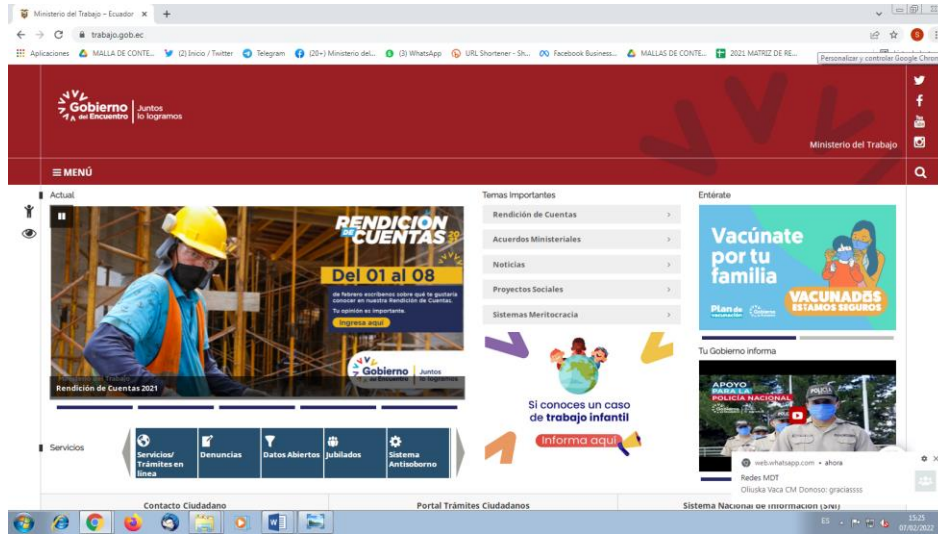 Ministerio del Trabajo – Ecuador
trabajo.gob.ec
Aplicaciones
MALLA DE CONTE...
(2) Inicio / Twitter
Telegram
(20+) Ministerio del...
(3) WhatsApp
URL Shortener - Sh...
Facebook Business...
MALLAS DE CONTE...
2021 MATRIZ DE RE...
Personalizar y controlar Google Chrom
Gobierno
del Encuentro
Juntos
lo logramos
Ministerio del Trabajo
MENÚ
Actual
RENDICIÓN
DE CUENTAS
Del 01 al 08
de febrero escríbenos sobre qué te gustaría
conocer en nuestra Rendición de Cuentas.
Tu opinión es importante.
Ingresa aquí
Gobierno
del Encuentro
Juntos
lo logramos
Rendición de Cuentas 2021
Temas Importantes
Rendición de Cuentas
Acuerdos Ministeriales
Noticias
Proyectos Sociales
Sistemas Meritocracia
Si conoces un caso
de trabajo infantil
Informa aquí
Entérate
Vacúnate
por tu
familia
VACUNADOS
ESTAMOS SEGUROS
Plan de
vacunación
Tu Gobierno informa
APOYO
PARA LA
POLICÍA NACIONAL
POLICIA
Servicios
Servicios/
Trámites en
línea
Denuncias
Datos Abiertos
Jubilados
Sistema
Antisoborno
web.whatsapp.com • ahora
Redes MDT
Oliuska Vaca CM Donoso: graciassss
Contacto Ciudadano
Portal Trámites Ciudadanos
Sistema Nacional de Información (SNI)
ES
15:25
07/02/2022